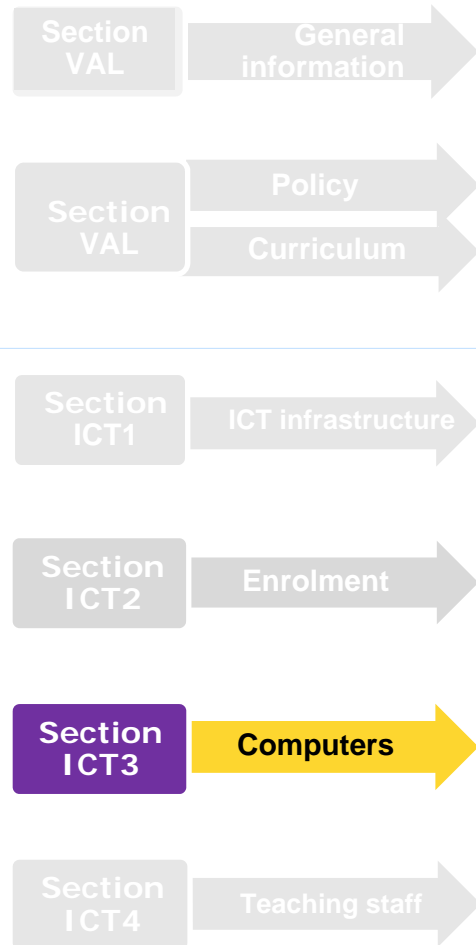 Section
VAL
General
information
Section
VAL
Policy
Curriculum
Section
ICT1
ICT infrastructure
Section
ICT2
Enrolment
Section
ICT3
Computers
Section
ICT4
Teaching staff